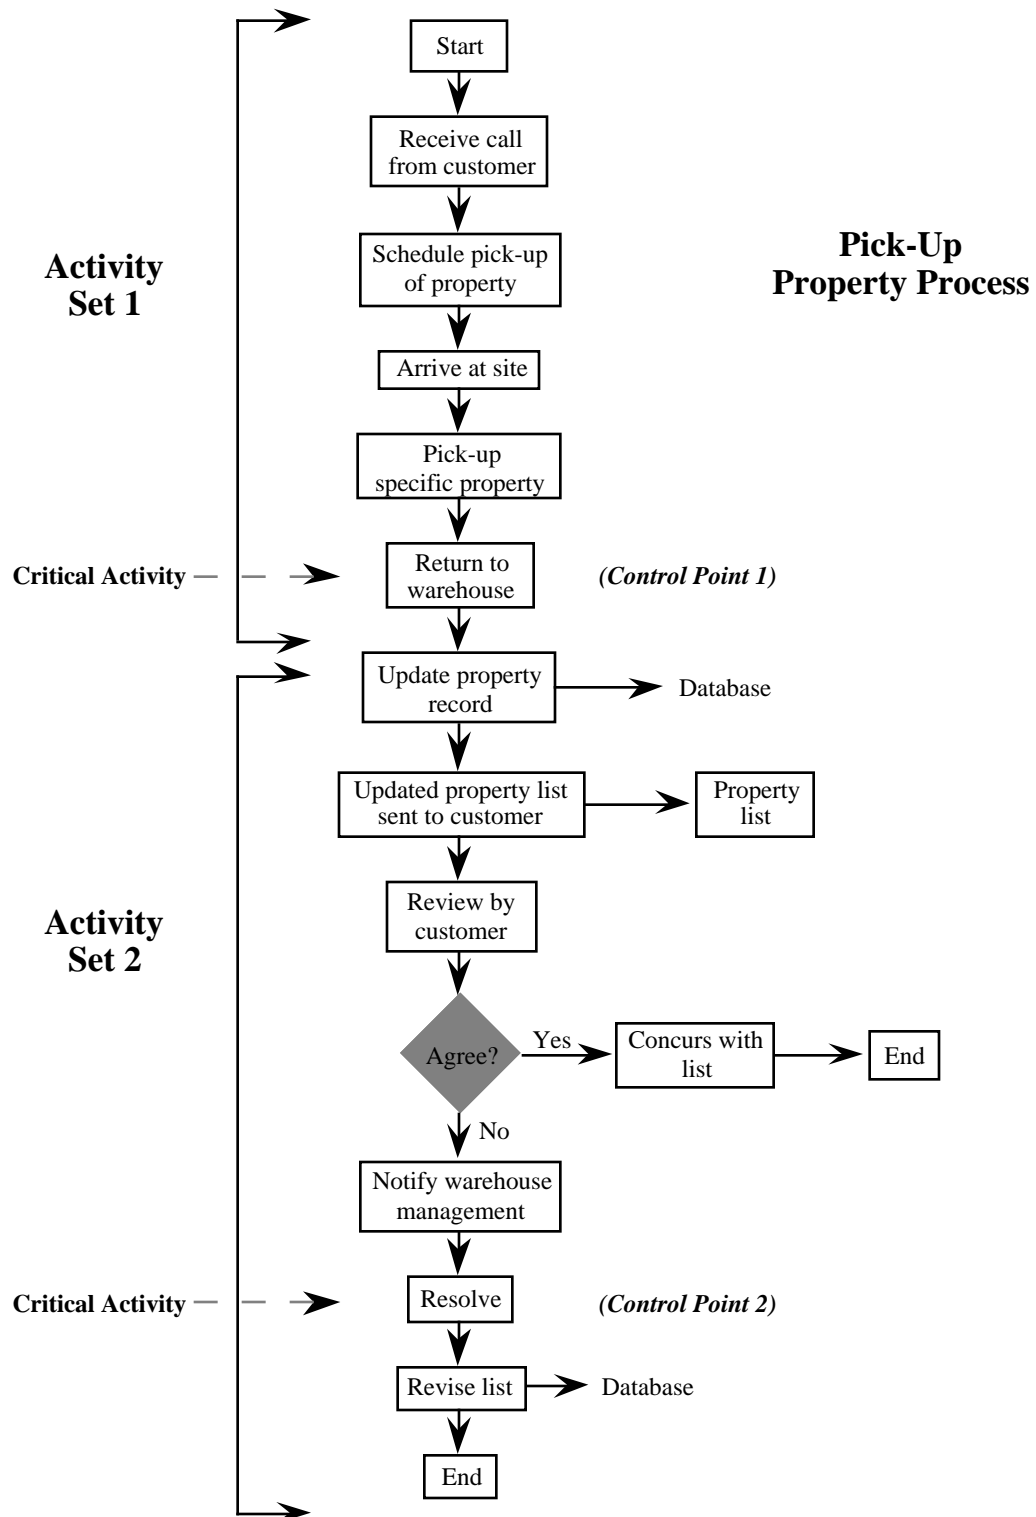 Start
Receive call
from customer
Schedule pick-up
of property
Pick-Up
Property Process
Activity
Set 1
Arrive at site
Pick-up
specific property
Critical Activity
Return to
warehouse
(Control Point 1)
Update property
record
Database
Updated property list
sent to customer
Property
list
Review by
customer
Activity
Set 2
Agree?
Yes
Concurs with
list
End
No
Notify warehouse
management
Critical Activity
Resolve
(Control Point 2)
Revise list
Database
End